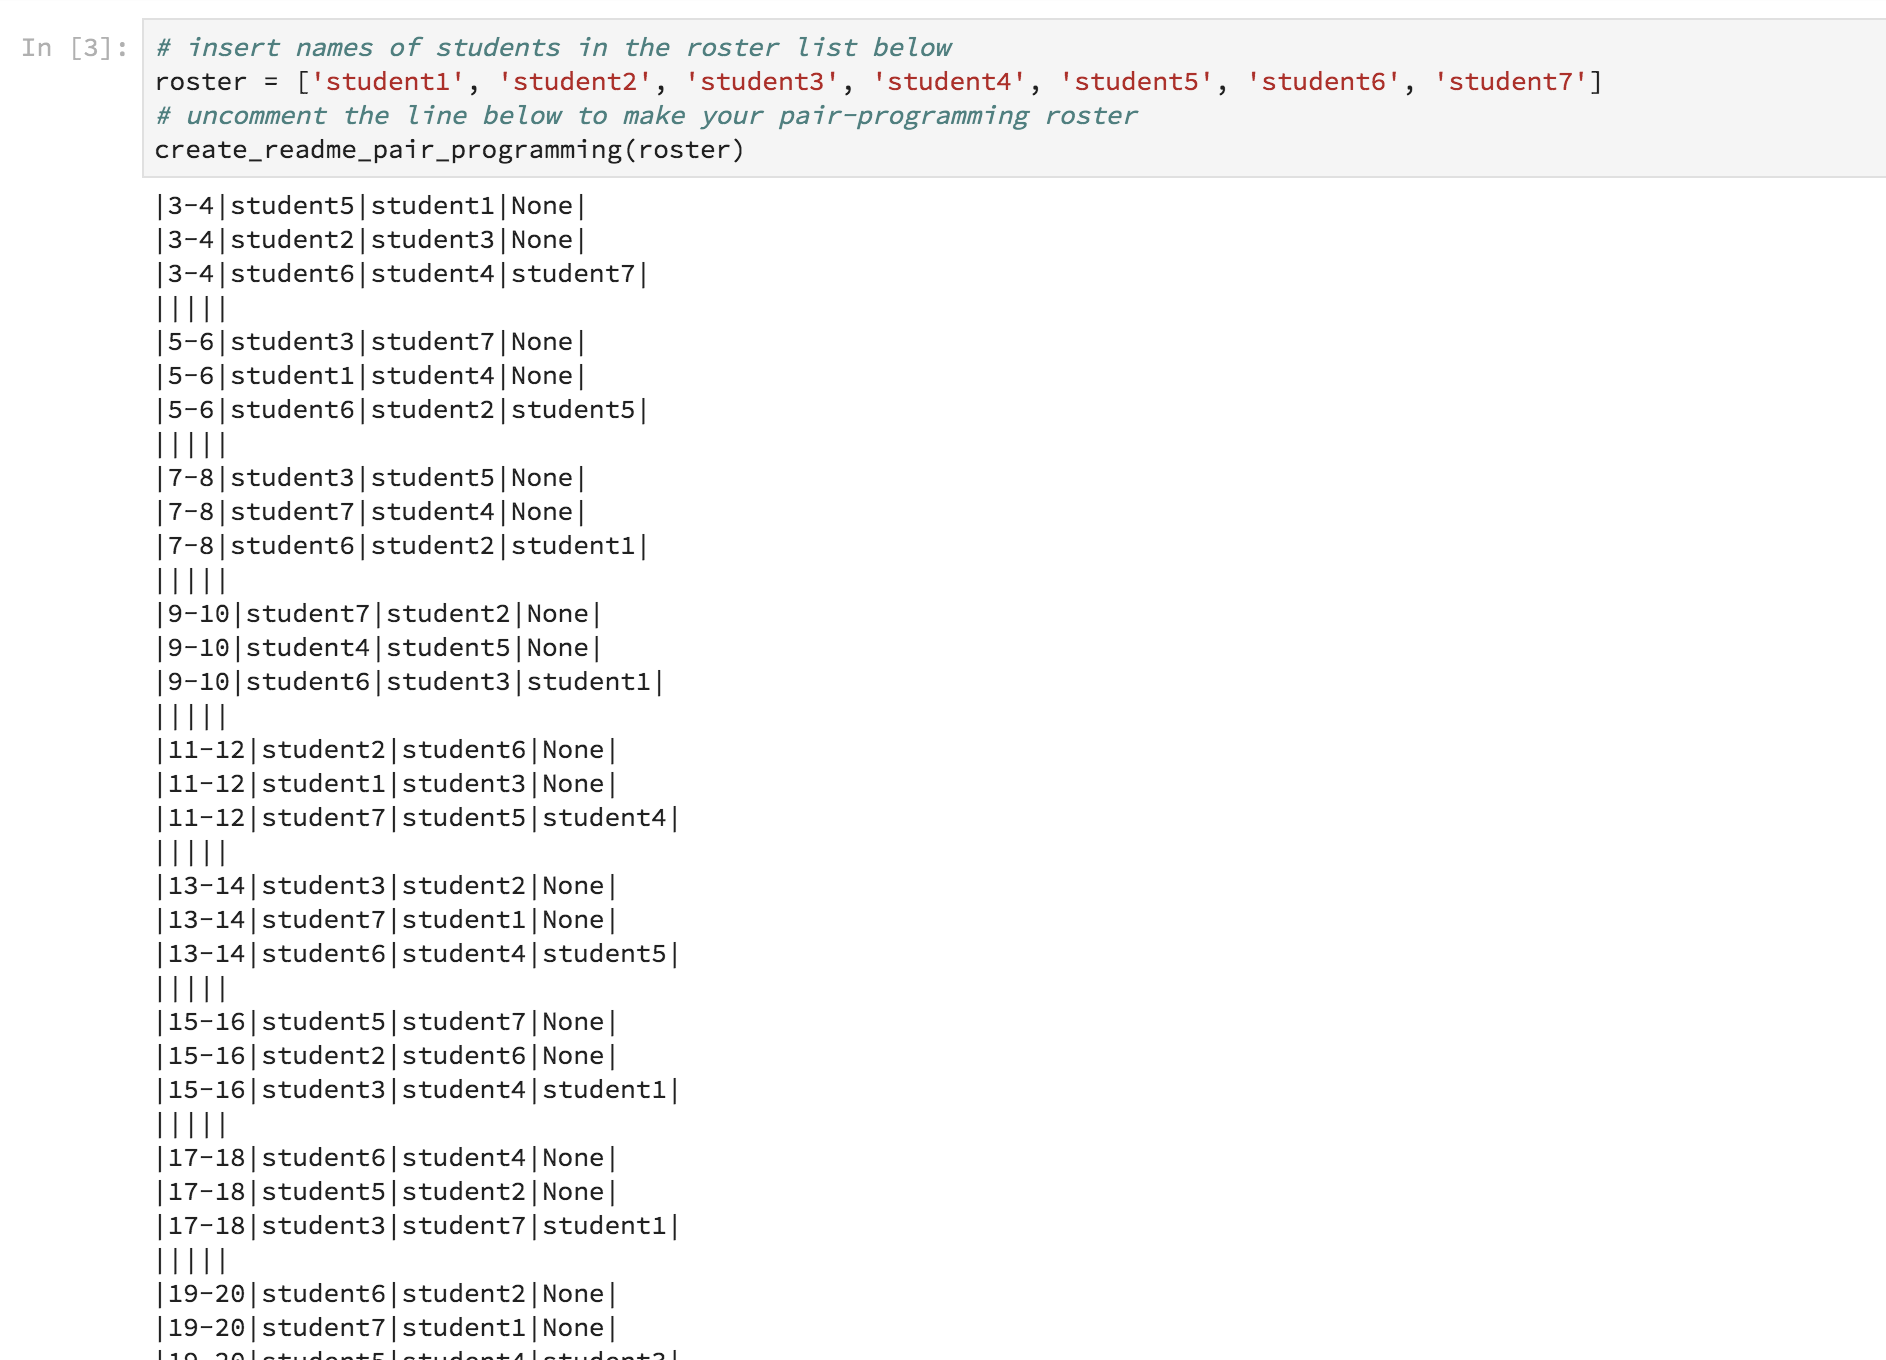 In [3]:
# insert names of students in the roster list below
roster = ['student1', 'student2', 'student3', 'student4', 'student5', 'student6', 'student7']
# uncomment the line below to make your pair-programming roster
create_readme_pair_programming(roster)
|3-4|student5|student1|None|
|3-4|student2|student3|None|
|3-4|student6|student4|student7|
|||||
|5-6|student3|student7|None|
|5-6|student1|student4|None|
|5-6|student6|student2|student5|
|||||
|7-8|student3|student5|None|
|7-8|student7|student4|None|
|7-8|student6|student2|student1|
|||||
|9-10|student7|student2|None|
|9-10|student4|student5|None|
|9-10|student6|student3|student1|
|||||
|11-12|student2|student6|None|
|11-12|student1|student3|None|
|11-12|student7|student5|student4|
|||||
|13-14|student3|student2|None|
|13-14|student7|student1|None|
|13-14|student6|student4|student5|
|||||
|15-16|student5|student7|None|
|15-16|student2|student6|None|
|15-16|student3|student4|student1|
|||||
|17-18|student6|student4|None|
|17-18|student5|student2|None|
|17-18|student3|student7|student1|
|||||
|19-20|student6|student2|None|
|19-20|student7|student1|None|
|19-20|student5|student4|student3|